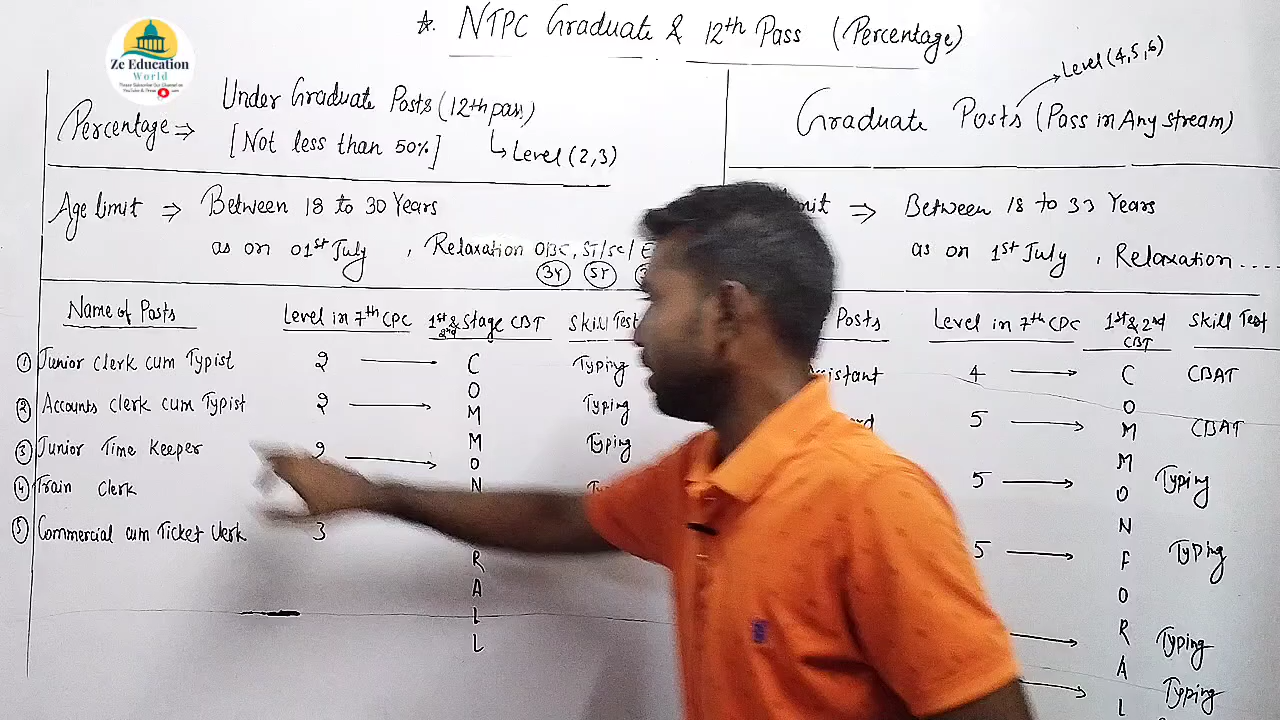 ☆. NTPC Graduate & 12th Pass (Percentage)
Zc Education
World
Percentage ⇒ Under Graduate Posts (12th pass)
[Not less than 50%]
Level (2,3)
Level (4,5,6)
Graduate Posts (Pass in Any stream)
Age limit ⇒ Between 18 to 30 Years
as on 01st July , Relaxation OBC, ST/SC/ E
3Y 5Y
⇒ Between 18 to 33 Years
as on 1st July , Relaxation....
Name of Posts Level in 7th CPC 1st & 2nd Stage CBT Skill Test
① Junior Clerk cum Typist 2 → Typing
② Accounts Clerk cum Typist 2 → Typing
③ Junior Time Keeper 2 → Typing
④ Train Clerk
⑤ Commercial cum Ticket Clerk 3
C
O
M
M
O
N
R
A
L
L
Posts Level in 7th CPC 1st & 2nd CBT Skill Test
4 → CBAT
5 → CBAT
5 → Typing
5 → Typing
→ Typing
→ Typing
C
O
M
M
O
N
F
O
R
A
L